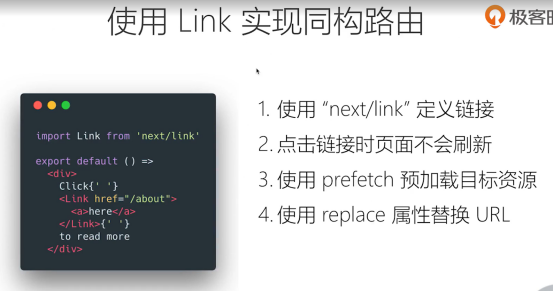 使用 Link 实现同构路由
极客时
import Link from 'next/link'
export default () =>
<div>
Click{' '}
<Link href="/about">
<a>here</a>
</Link>{' '}
to read more
</div>
1. 使用 “next/link” 定义链接
2. 点击链接时页面不会刷新
3. 使用 prefetch 预加载目标资源
4. 使用 replace 属性替换 URL